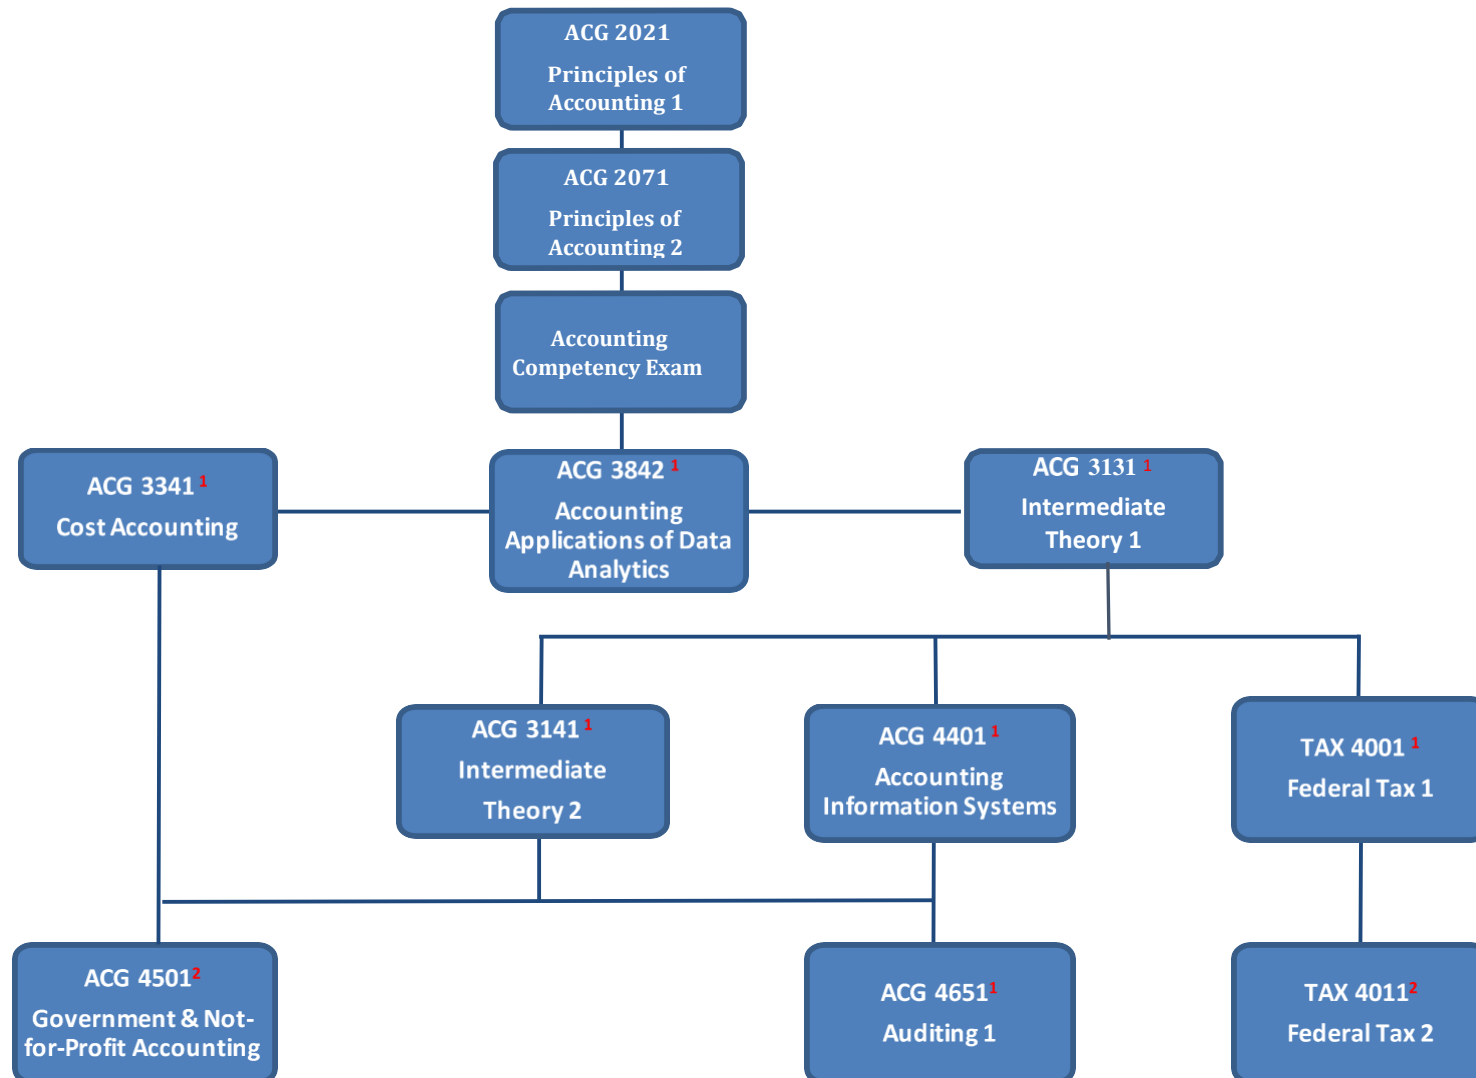 ACG 2021
Principles of
Accounting 1
ACG 2071
Principles of
Accounting 2
Accounting
Competency Exam
ACG 3341 1
Cost Accounting
ACG 3842 1
Accounting
Applications of Data
Analytics
ACG 3131 1
Intermediate
Theory 1
ACG 3141 1
Intermediate
Theory 2
ACG 4401 1
Accounting
Information Systems
TAX 4001 1
Federal Tax 1
ACG 4501 2
Government & Not-
for-Profit Accounting
ACG 4651 1
Auditing 1
TAX 4011 2
Federal Tax 2